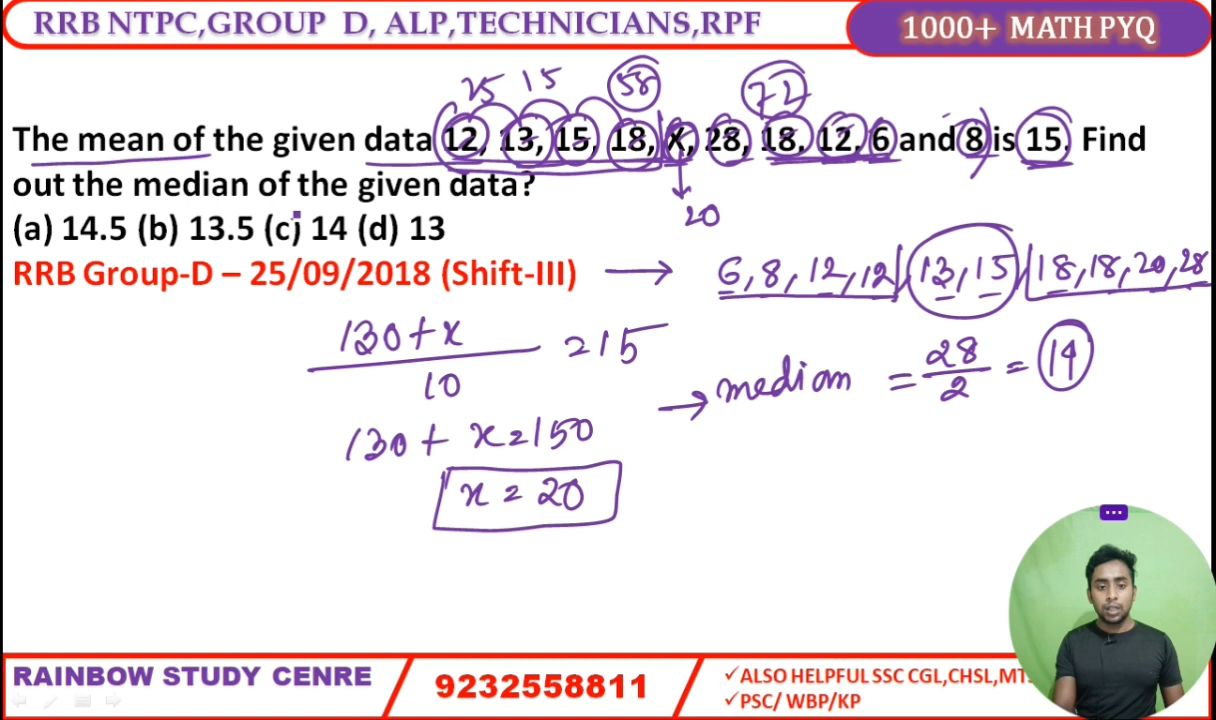 RRB NTPC,GROUP D, ALP,TECHNICIANS,RPF
1000+ MATH PYQ
25 15 58 72
The mean of the given data 12, 13, 15, 18, X, 28, 18, 12, 6 and 8 is 15. Find
out the median of the given data?
20
(a) 14.5 (b) 13.5 (c) 14 (d) 13
RRB Group-D – 25/09/2018 (Shift-III)
6, 8, 12, 12, 13, 15, 18, 18, 20, 28
130+x
10
=15
130 + x=150
x = 20
median = 28
2
= 14
RAINBOW STUDY CENRE
9232558811
✓ALSO HELPFUL SSC CGL,CHSL,MTS
✓PSC/ WBP/KP